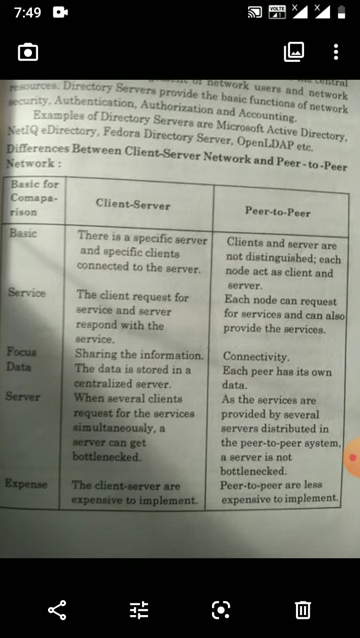 7:49
VOLTE
resources. Directory Servers provide the basic functions of network
security, Authentication, Authorization and Accounting.
Examples of Directory Servers are Microsoft Active Directory,
NetIQ eDirectory, Fedora Directory Server, OpenLDAP etc.
Differences Between Client-Server Network and Peer-to-Peer
Network :
Basic for
Comapa-
rison
Client-Server
Peer-to-Peer
Basic
There is a specific server
and specific clients
connected to the server.
Clients and server are
not distinguished; each
node act as client and
server.
Service
The client request for
service and server
respond with the
service.
Each node can request
for services and can also
provide the services.
Focus
Sharing the information.
Connectivity.
Data
The data is stored in a
centralized server.
Each peer has its own
data.
Server
When several clients
request for the services
simultaneously, a
server can get
bottlenecked.
As the services are
provided by several
servers distributed in
the peer-to-peer system,
a server is not
bottlenecked.
Expense
The client-server are
expensive to implement.
Peer-to-peer are less
expensive to implement.